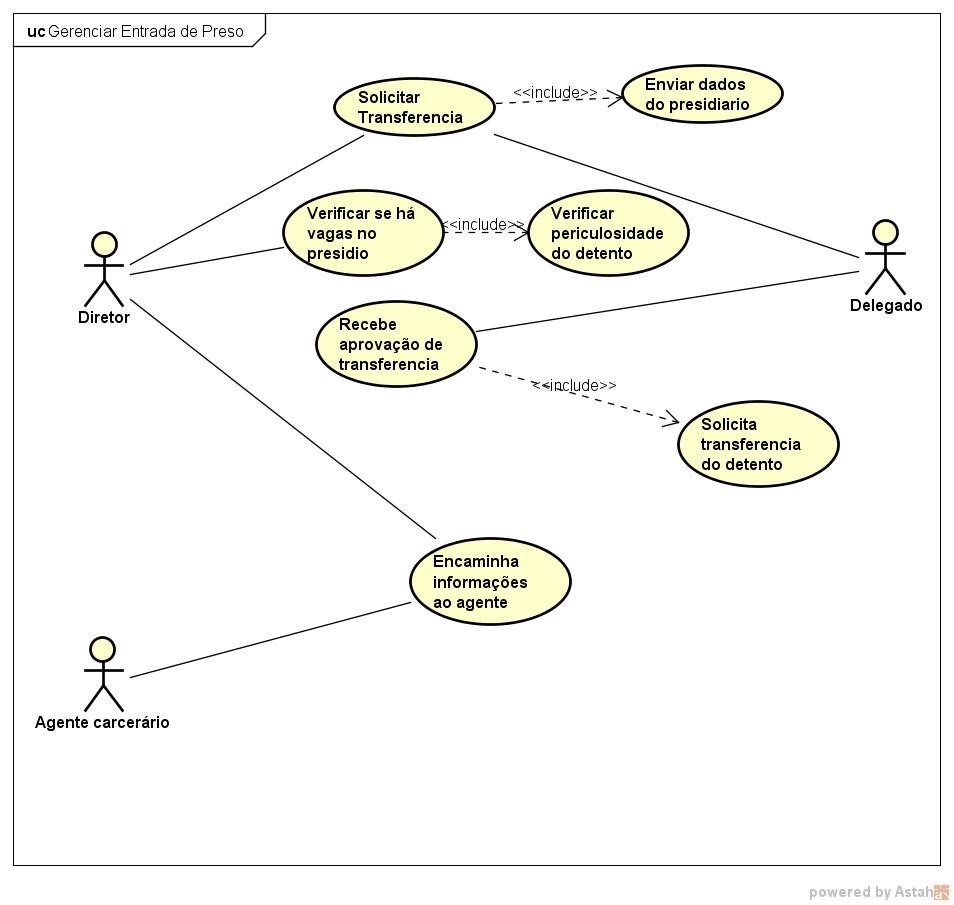 uc Gerenciar Entrada de Preso
Solicitar
Transferencia
<<include>>
Enviar dados
do presidiario
Verificar se há
vagas no
presidio
<<include>>
Verificar
periculosidade
do detento
Diretor
Delegado
Recebe
aprovação de
transferencia
<<include>>
Solicita
transferencia
do detento
Encaminha
informações
ao agente
Agente carcerário
powered by Astah